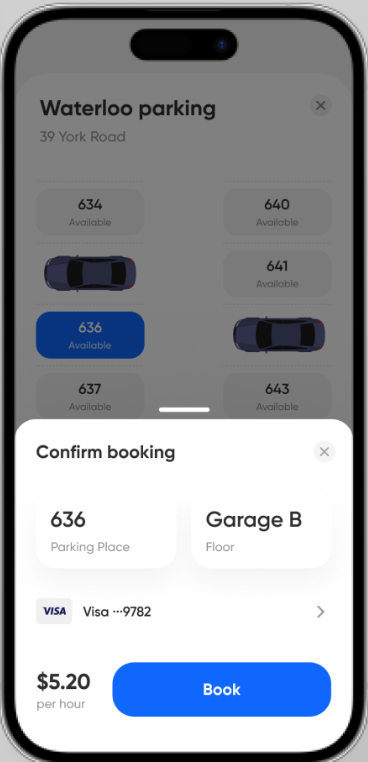 Waterloo parking
39 York Road
634
Available
640
Available
641
Available
636
Available
637
Available
643
Available
Confirm booking
636
Parking Place
Garage B
Floor
VISA
Visa ···9782
$5.20
per hour
Book